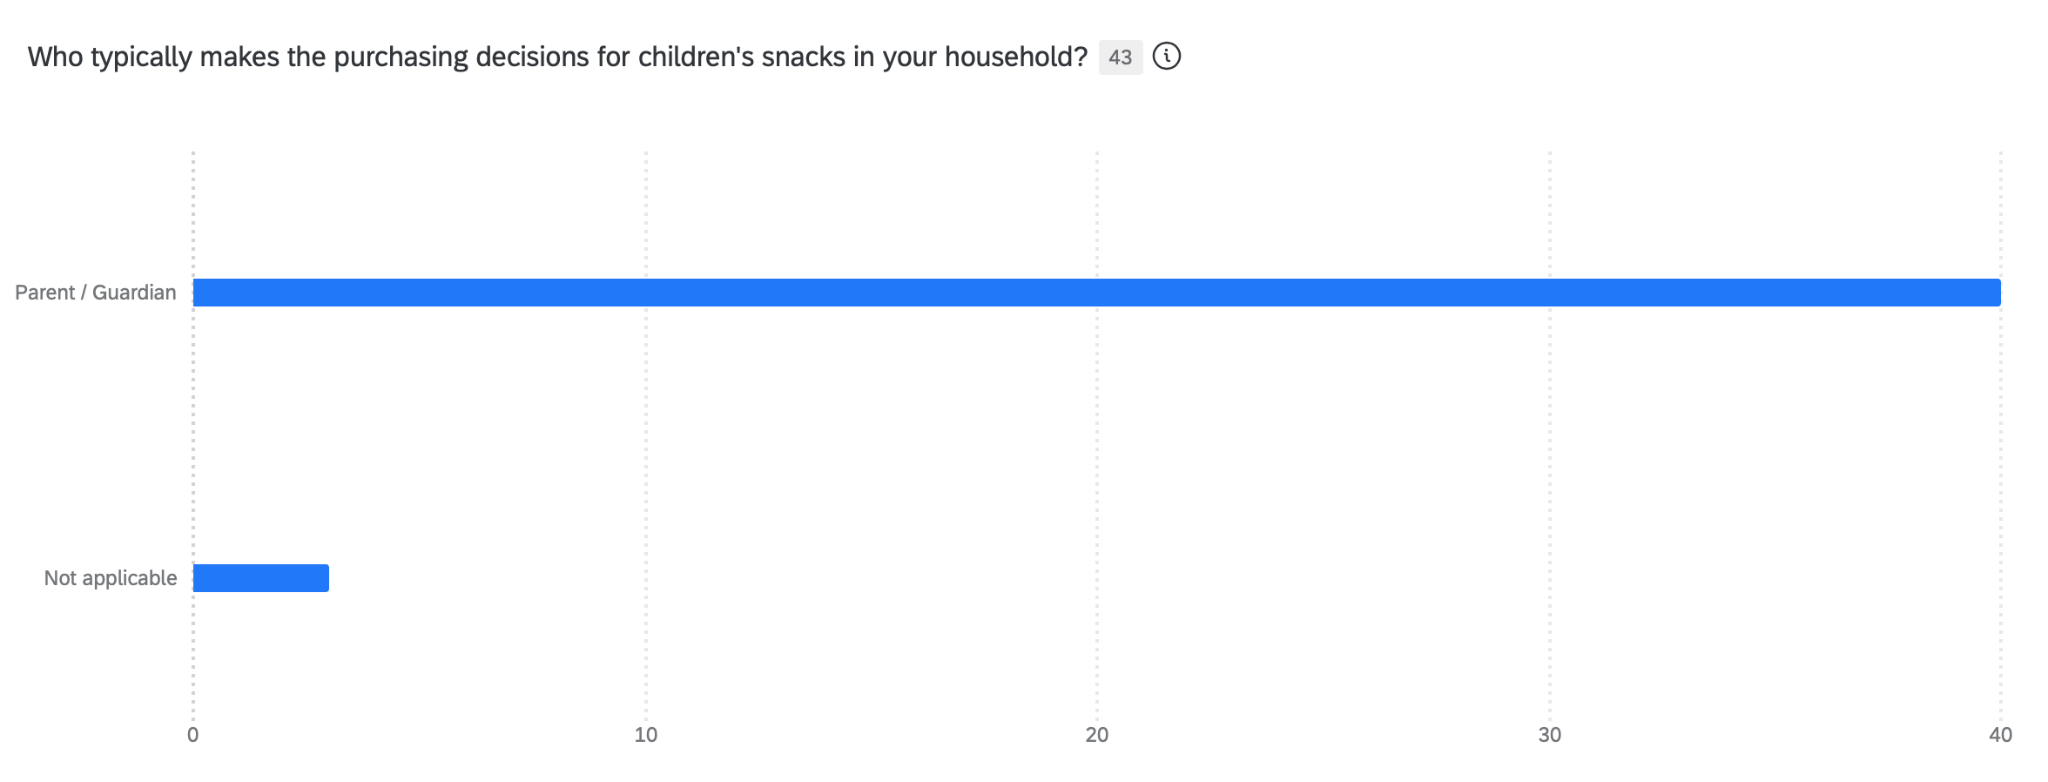 Who typically makes the purchasing decisions for children's snacks in your household? 43
Parent / Guardian
Not applicable
0 10 20 30 40